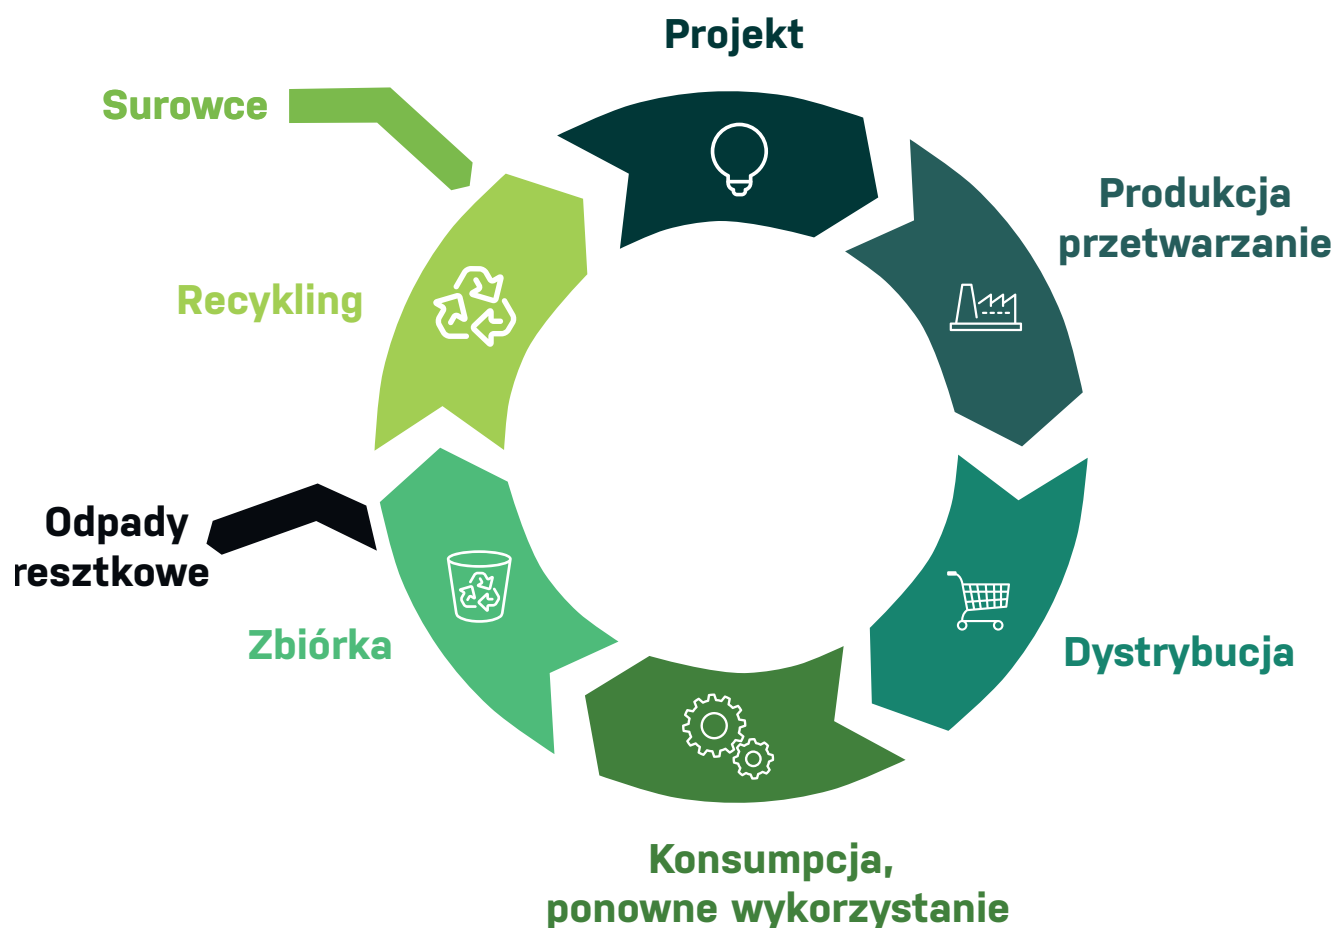 Projekt
Surowce
Produkcja
przetwarzanie
Recykling
Odpady
resztkowe
Zbiórka
Dystrybucja
Konsumpcja,
ponowne wykorzystanie